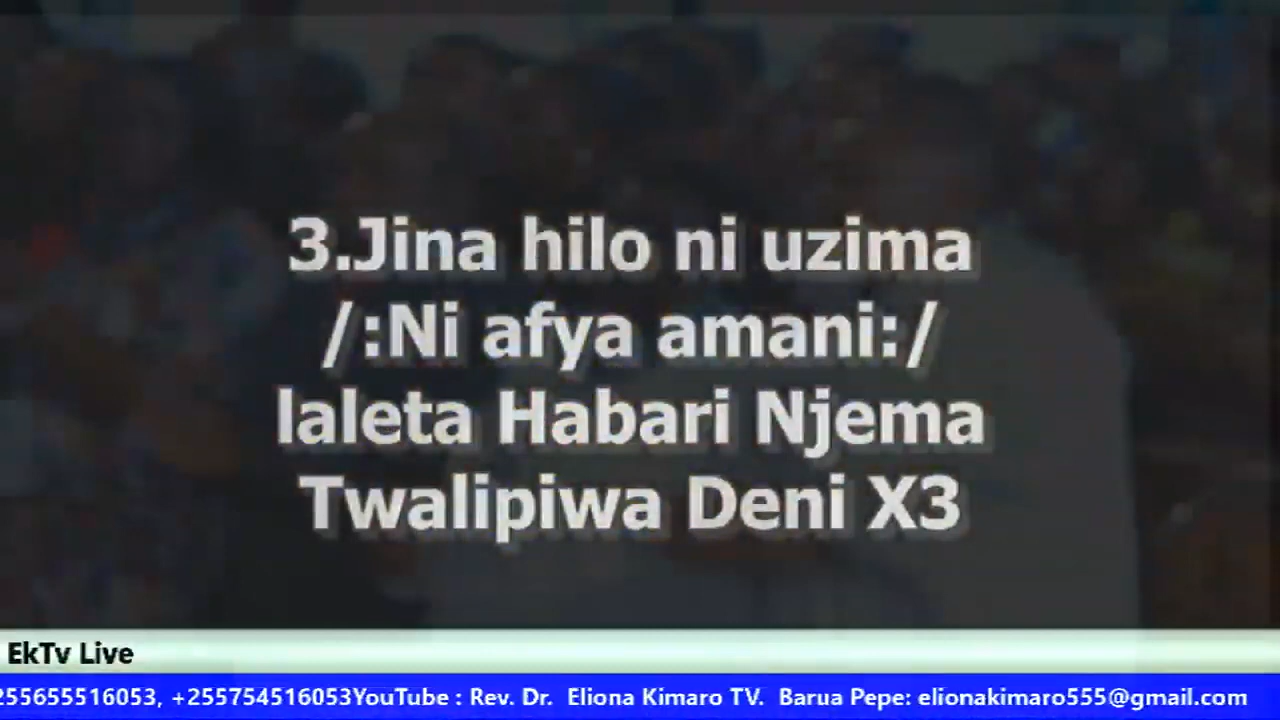 3.Jina hilo ni uzima
/:Ni afya amani:/
laleta Habari Njema
Twalipiwa Deni X3
EkTv Live
255655516053, +255754516053YouTube : Rev. Dr. Eliona Kimaro TV. Barua Pepe: elionakimaro555@gmail.com